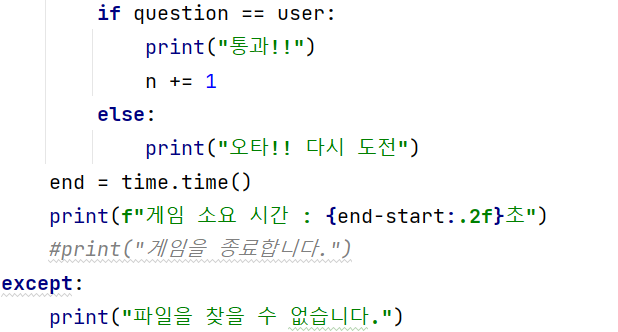 if question == user:
print("통과!!")
n += 1
else:
print("오타!! 다시 도전")
end = time.time()
print(f"게임 소요 시간 : {end-start:.2f}초")
#print("게임을 종료합니다.")
except:
print("파일을 찾을 수 없습니다.")